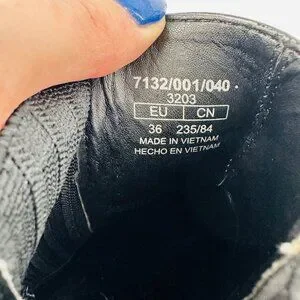 7132/001/040
3203
EU CN
36 235/84
MADE IN VIETNAM
HECHO EN VIETNAM